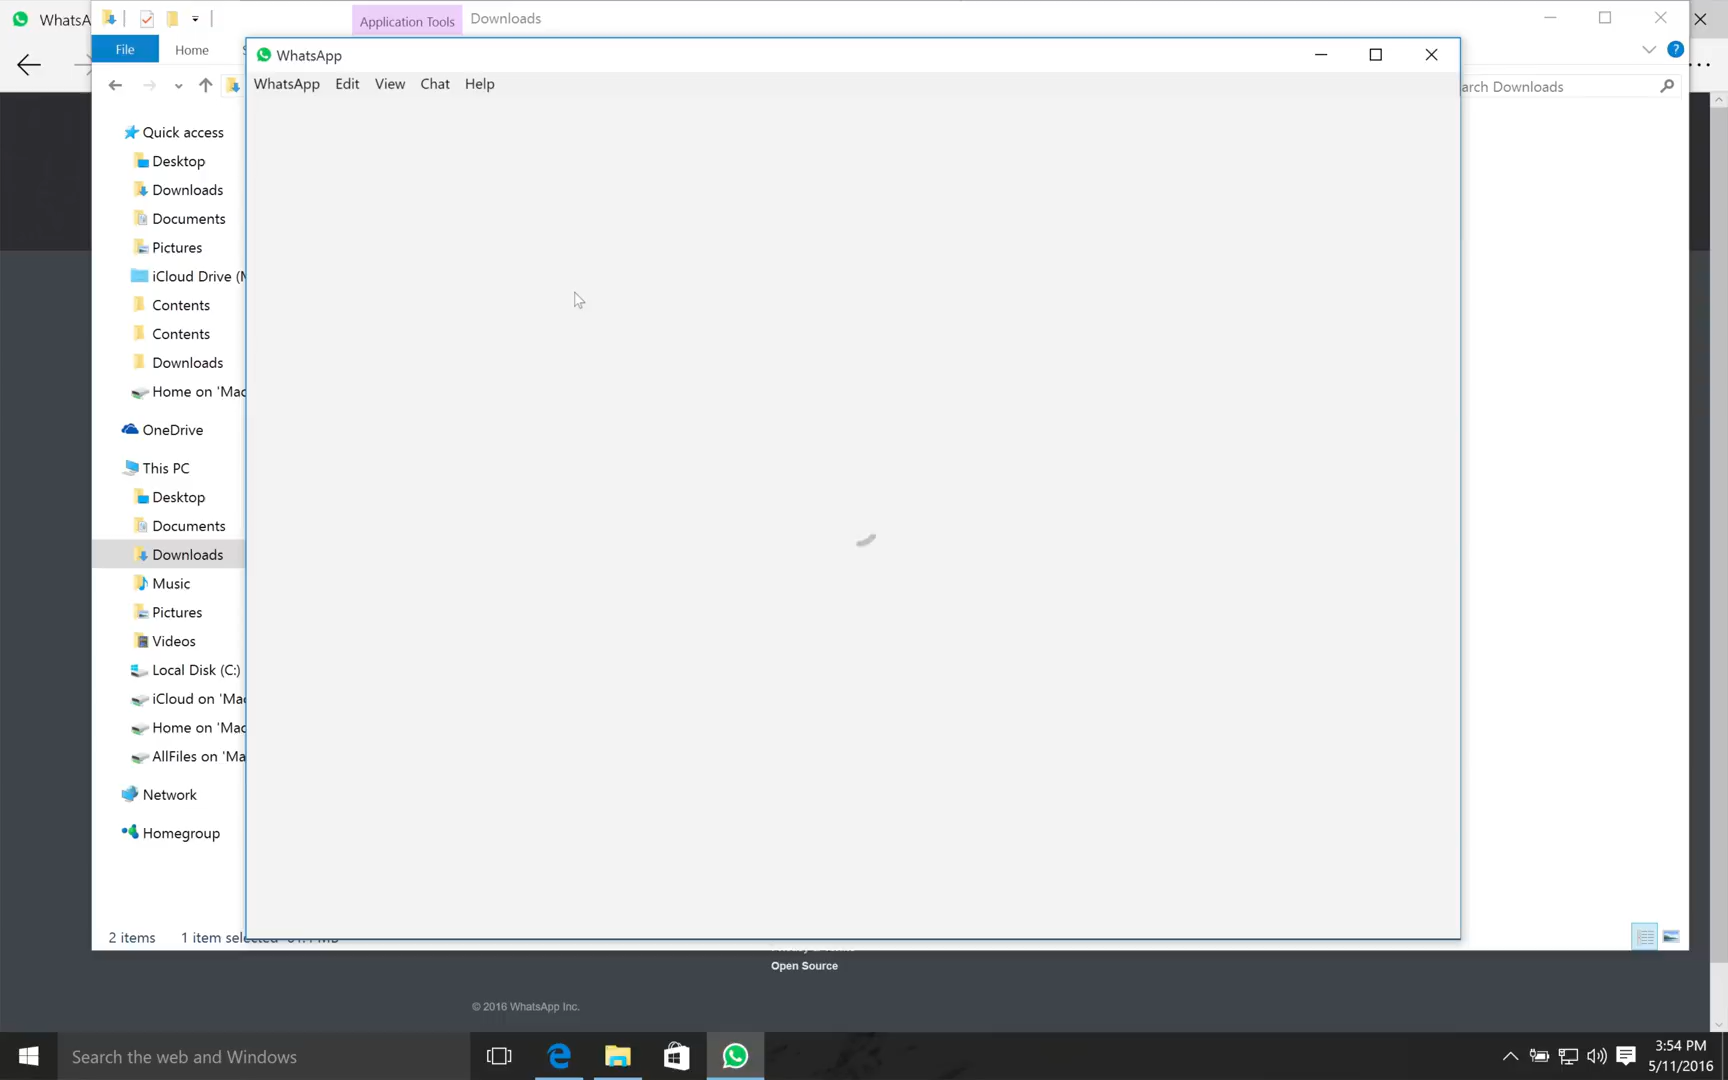 WhatsA
Application Tools
Downloads
File
Home
WhatsApp
WhatsApp Edit View Chat Help
arch Downloads
Quick access
Desktop
Downloads
Documents
Pictures
iCloud Drive (M
Contents
Contents
Downloads
Home on 'Mac
OneDrive
This PC
Desktop
Documents
Downloads
Music
Pictures
Videos
Local Disk (C:)
iCloud on 'Mac
Home on 'Mac
AllFiles on 'Ma
Network
Homegroup
2 items 1 item selected
Open Source
© 2016 WhatsApp Inc.
Search the web and Windows
3:54 PM
5/11/2016